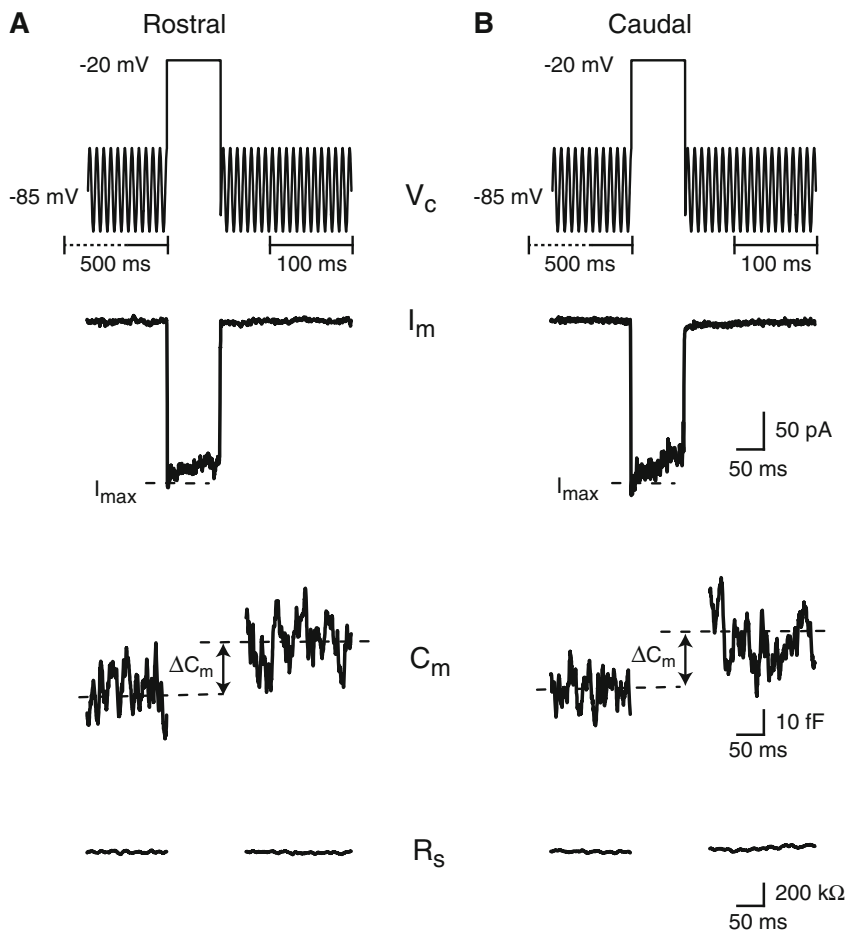 A Rostral
B Caudal
-20 mV
-20 mV
-85 mV
Vc
-85 mV
500 ms
100 ms
500 ms
100 ms
Im
50 pA
50 ms
Imax
Imax
ΔCm
Cm
ΔCm
10 fF
50 ms
Rs
200 kΩ
50 ms